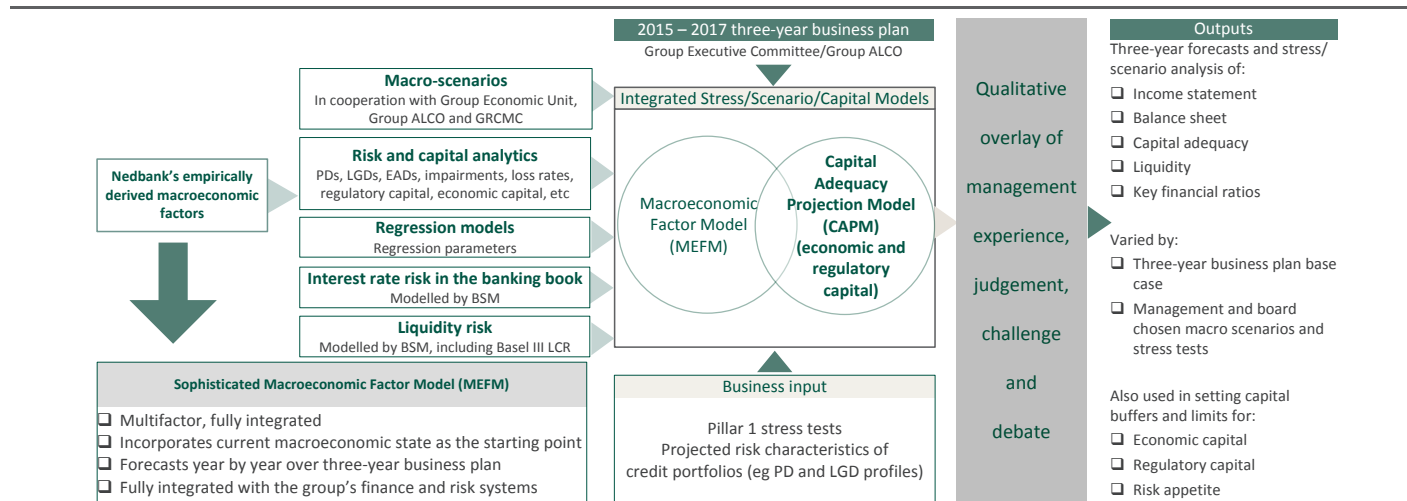 2015 – 2017 three-year business plan
Group Executive Committee/Group ALCO
Macro-scenarios
In cooperation with Group Economic Unit,
Group ALCO and GRCMC
Risk and capital analytics
PDs, LGDs, EADs, impairments, loss rates,
regulatory capital, economic capital, etc
Nedbank's empirically
derived macroeconomic
factors
Regression models
Regression parameters
Interest rate risk in the banking book
Modelled by BSM
Liquidity risk
Modelled by BSM, including Basel III LCR
Sophisticated Macroeconomic Factor Model (MEFM)
❑ Multifactor, fully integrated
❑ Incorporates current macroeconomic state as the starting point
❑ Forecasts year by year over three-year business plan
❑ Fully integrated with the group's finance and risk systems
Integrated Stress/Scenario/Capital Models
Macroeconomic
Factor Model
(MEFM)
Capital
Adequacy
Projection Model
(CAPM)
(economic and
regulatory
capital)
Business input
Pillar 1 stress tests
Projected risk characteristics of
credit portfolios (eg PD and LGD profiles)
Qualitative
overlay of
management
experience,
judgement,
challenge
and
debate
Outputs
Three-year forecasts and stress/
scenario analysis of:
❑ Income statement
❑ Balance sheet
❑ Capital adequacy
❑ Liquidity
❑ Key financial ratios
Varied by:
❑ Three-year business plan base
case
❑ Management and board
chosen macro scenarios and
stress tests
Also used in setting capital
buffers and limits for:
❑ Economic capital
❑ Regulatory capital
❑ Risk appetite